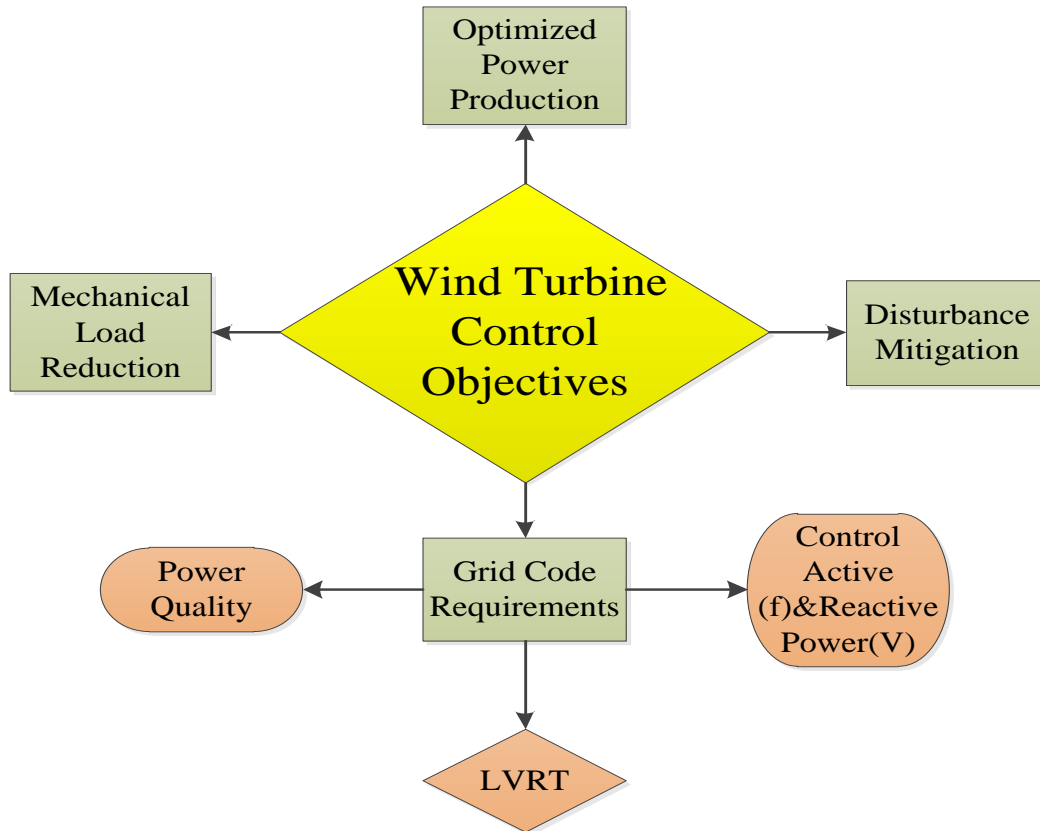 Optimized
Power
Production
Wind Turbine
Control
Objectives
Mechanical
Load
Reduction
Disturbance
Mitigation
Grid Code
Requirements
Power
Quality
Control
Active
(f)&Reactive
Power(V)
LVRT